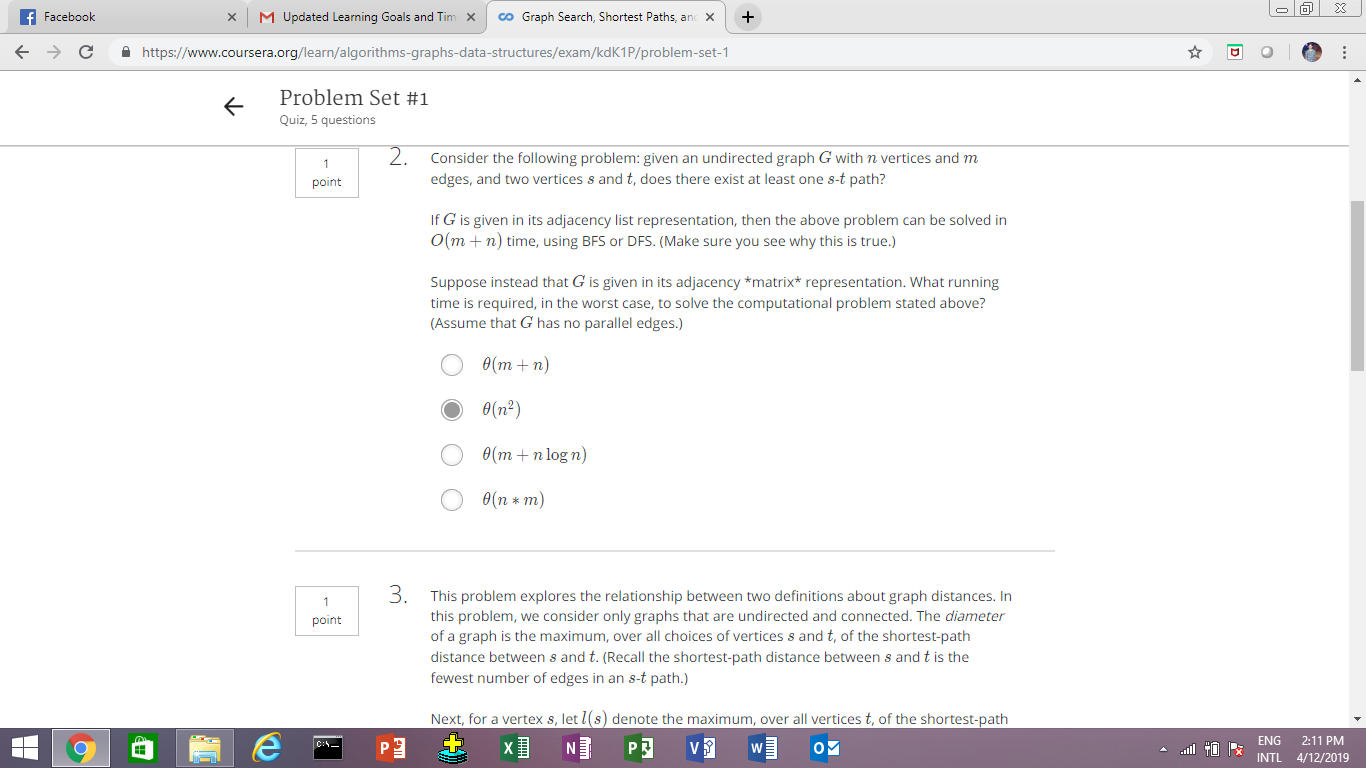 Facebook
Updated Learning Goals and Tim
Graph Search, Shortest Paths, and
https://www.coursera.org/learn/algorithms-graphs-data-structures/exam/kdK1P/problem-set-1
Problem Set #1
Quiz, 5 questions
1
point
2.
Consider the following problem: given an undirected graph G with n vertices and m
edges, and two vertices s and t, does there exist at least one s-t path?
If G is given in its adjacency list representation, then the above problem can be solved in
O(m + n) time, using BFS or DFS. (Make sure you see why this is true.)
Suppose instead that G is given in its adjacency *matrix* representation. What running
time is required, in the worst case, to solve the computational problem stated above?
(Assume that G has no parallel edges.)
θ(m + n)
θ(n²)
θ(m + n log n)
θ(n * m)
1
point
3.
This problem explores the relationship between two definitions about graph distances. In
this problem, we consider only graphs that are undirected and connected. The diameter
of a graph is the maximum, over all choices of vertices s and t, of the shortest-path
distance between s and t. (Recall the shortest-path distance between s and t is the
fewest number of edges in an s-t path.)
Next, for a vertex s, let l(s) denote the maximum, over all vertices t, of the shortest-path
ENG 2:11 PM
INTL 4/12/2019